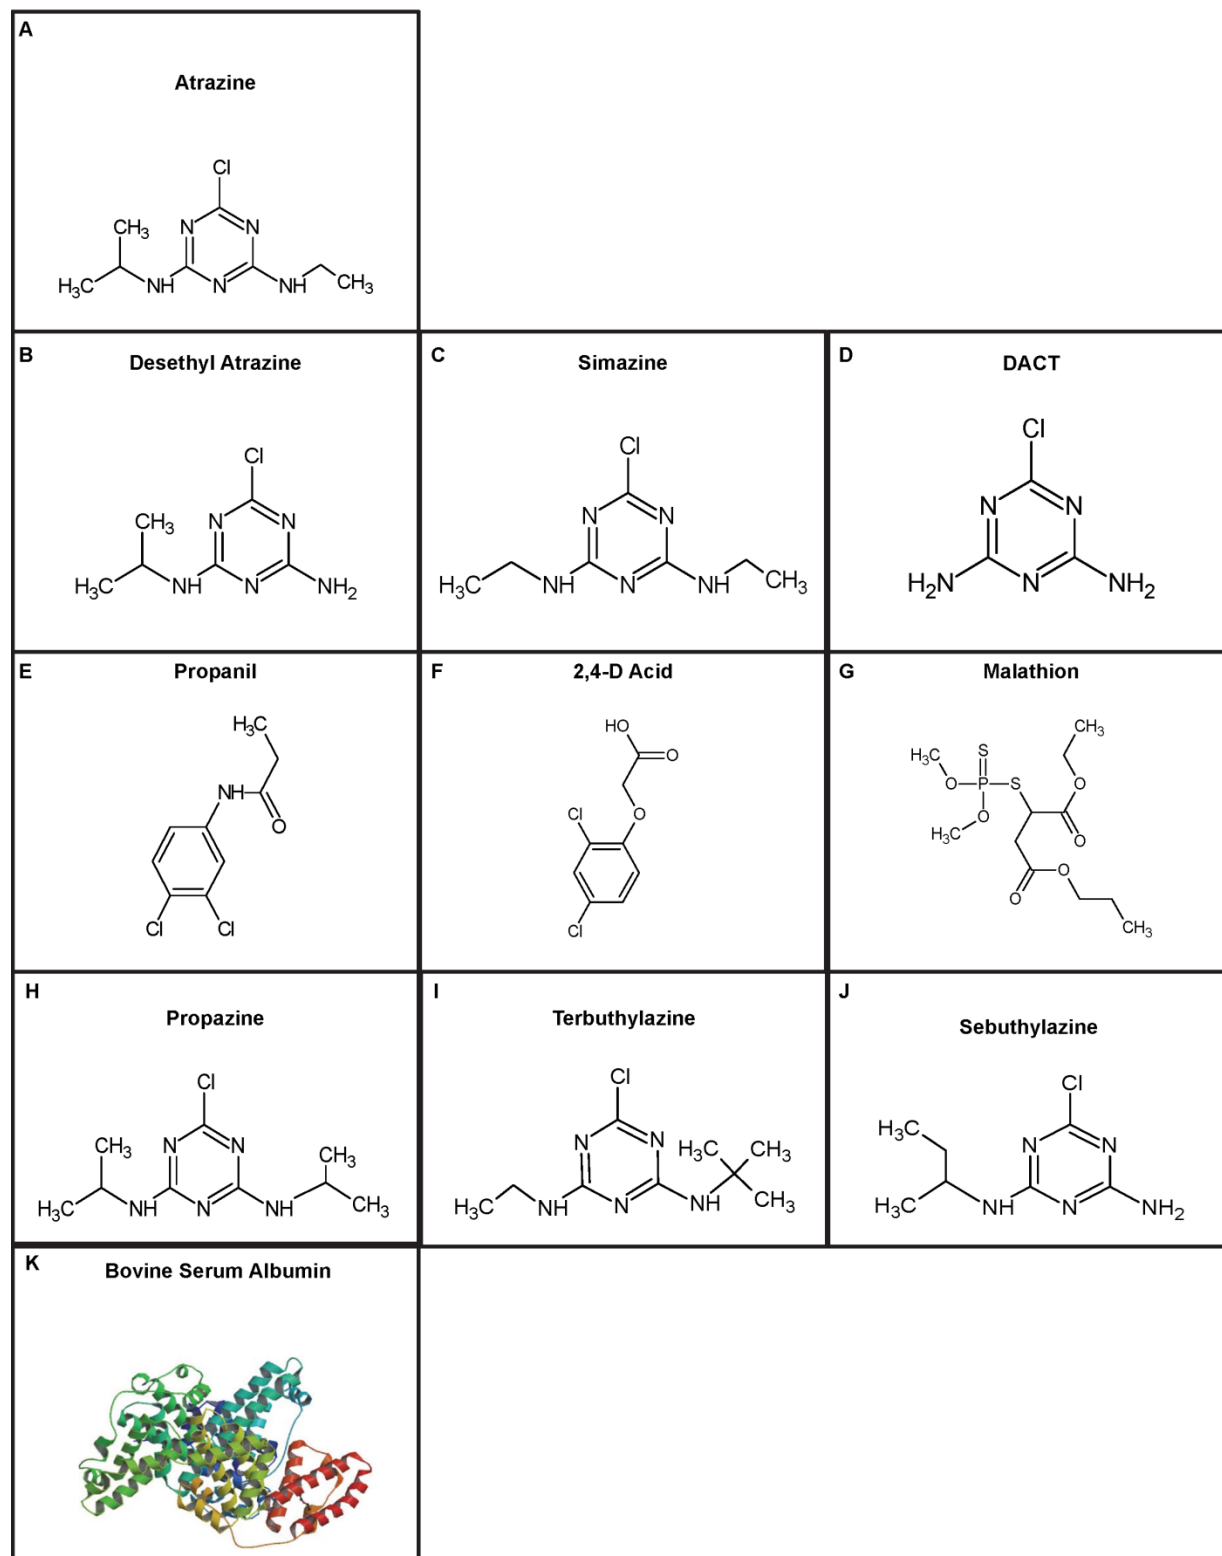 A
Atrazine
Cl
CH3
N
N
H3C
NH
N
NH
CH3
B
Desethyl Atrazine
Cl
CH3
N
N
H3C
NH
N
NH2
C
Simazine
Cl
N
N
H3C
NH
N
NH
CH3
D
DACT
Cl
N
N
H2N
N
NH2
E
Propanil
H3C
NH
O
Cl
Cl
F
2,4-D Acid
HO
O
Cl
O
Cl
G
Malathion
CH3
S
H3C
O
P
S
O
O
H3C
O
O
O
CH3
H
Propazine
Cl
CH3
N
N
CH3
H3C
NH
N
NH
CH3
I
Terbuthylazine
Cl
N
N
H3C
CH3
H3C
NH
N
NH
CH3
J
Sebuthylazine
Cl
H3C
N
N
H3C
NH
N
NH2
K
Bovine Serum Albumin